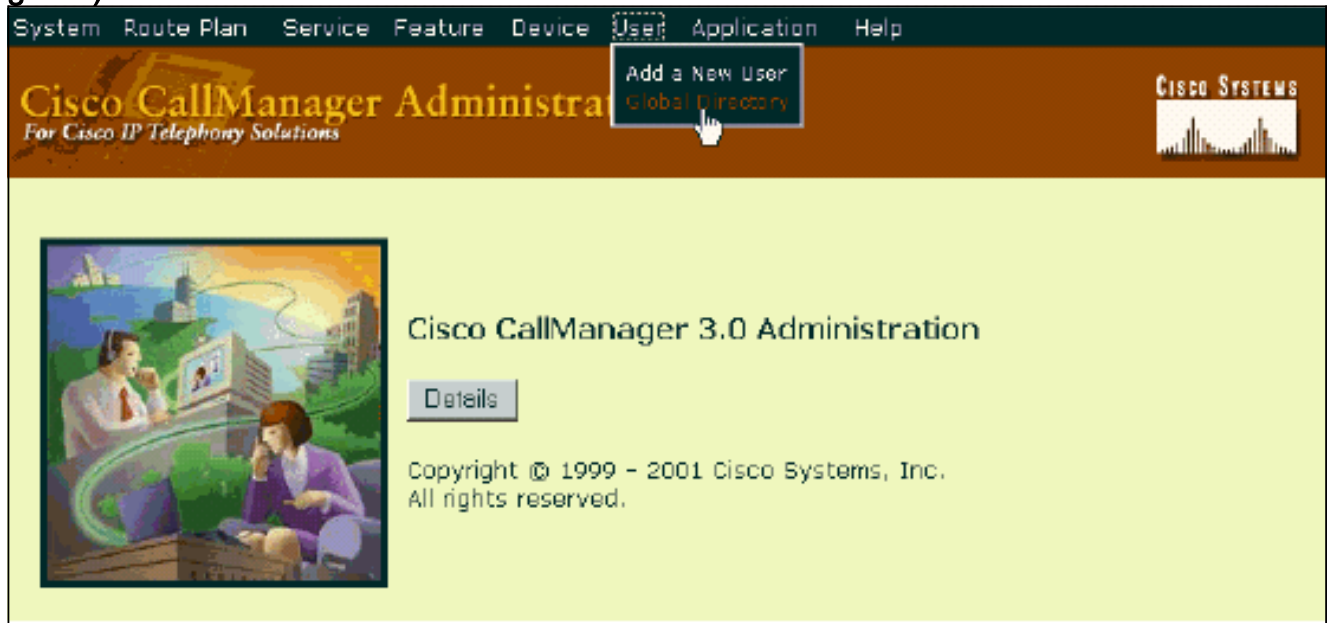 System Route Plan Service Feature Device User Application Help
Add a New User
Global Directory
Cisco CallManager Administrat
For Cisco IP Telephony Solutions
CISCO SYSTEMS
Cisco CallManager 3.0 Administration
Details
Copyright © 1999 - 2001 Cisco Systems, Inc.
All rights reserved.